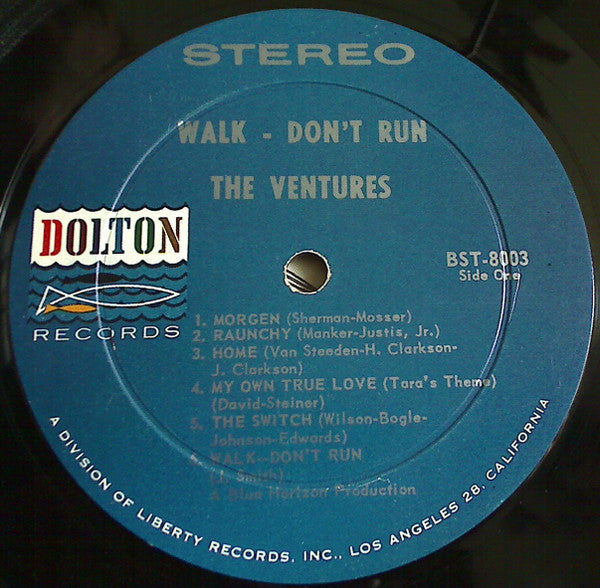 STEREO
WALK - DON'T RUN
THE VENTURES
DOLTON
RECORDS
BST-8003
Side One
1. MORGEN (Sherman-Mosser)
2. RAUNCHY (Manker-Justis, Jr.)
3. HOME (Van Steeden-H. Clarkson-
J. Clarkson)
4. MY OWN TRUE LOVE (Tara's Theme)
(David-Steiner)
5. THE SWITCH (Wilson-Bogle-
Johnson-Edwards)
6. WALK--DON'T RUN
(J. Smith)
A Blue Horizon Production
A DIVISION OF LIBERTY RECORDS, INC., LOS ANGELES 28, CALIFORNIA